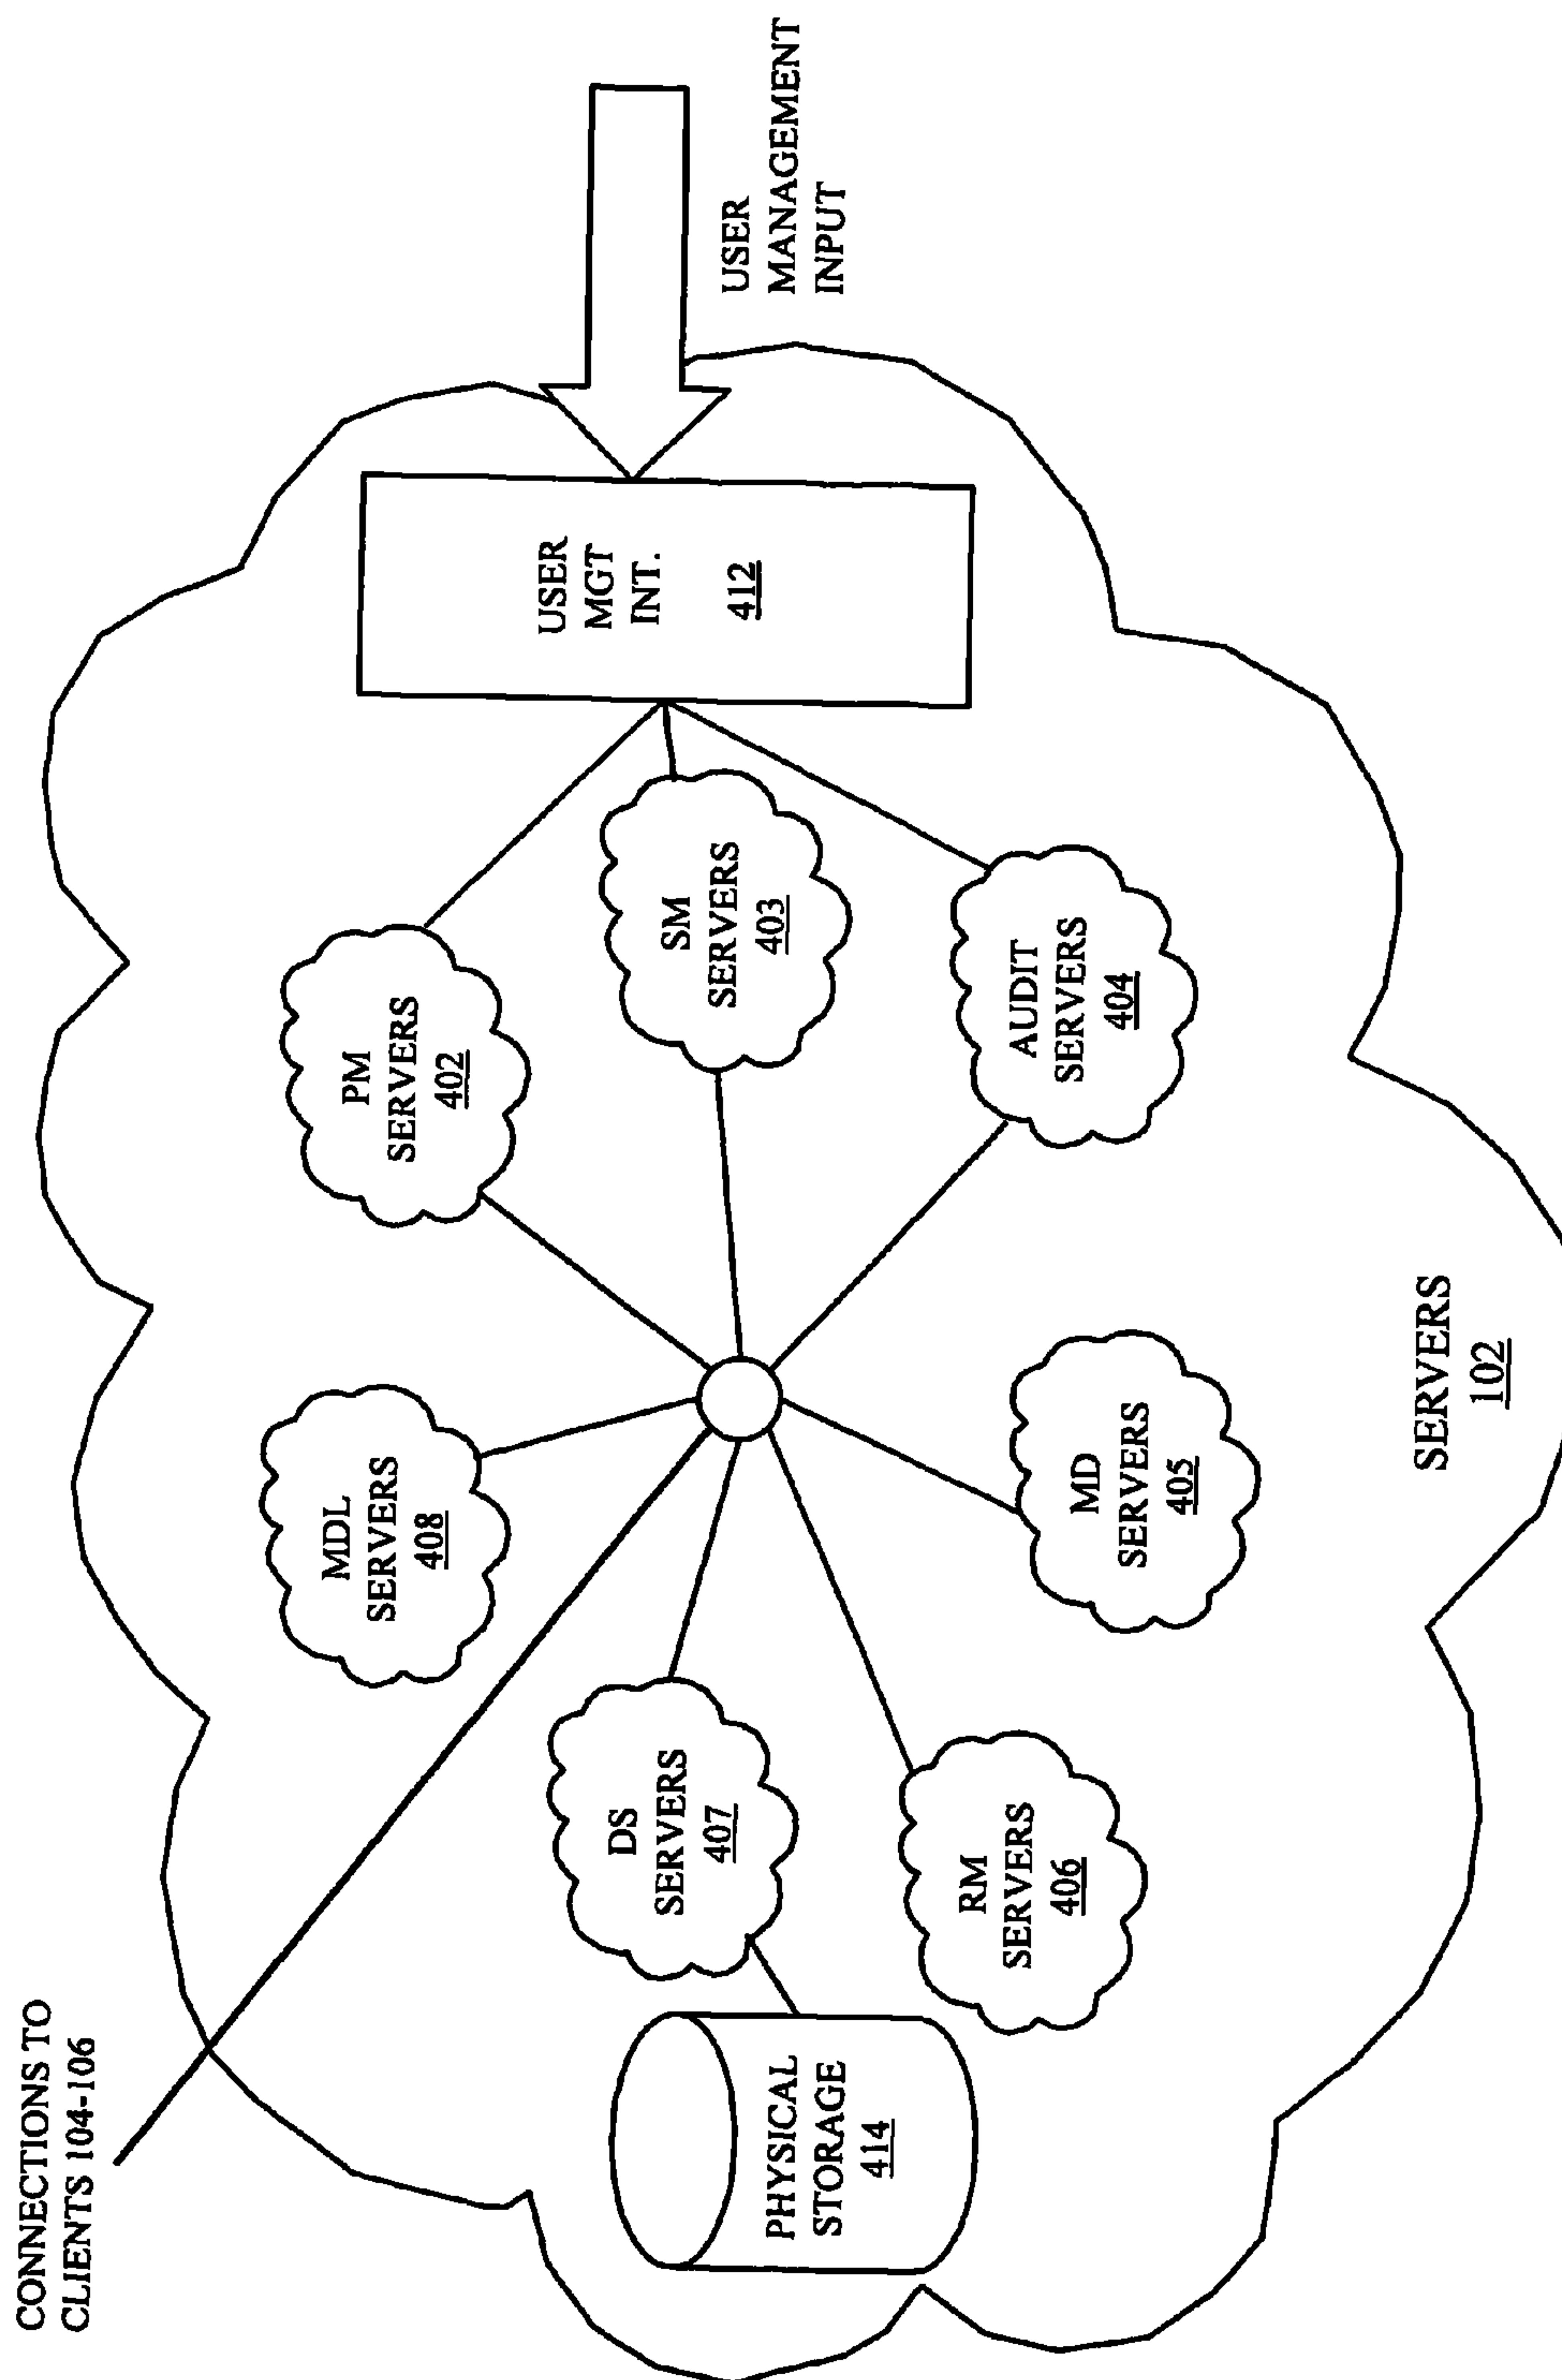 CONNECTIONS TO
CLIENTS 104-106
MDL
SERVERS
408
PM
SERVERS
402
USER
MGT
INT.
412
USER
MANAGEMENT
INPUT
DS
SERVERS
407
SM
SERVERS
403
PHYSICAL
STORAGE
414
RM
SERVERS
406
MD
SERVERS
405
AUDIT
SERVERS
404
SERVERS
102